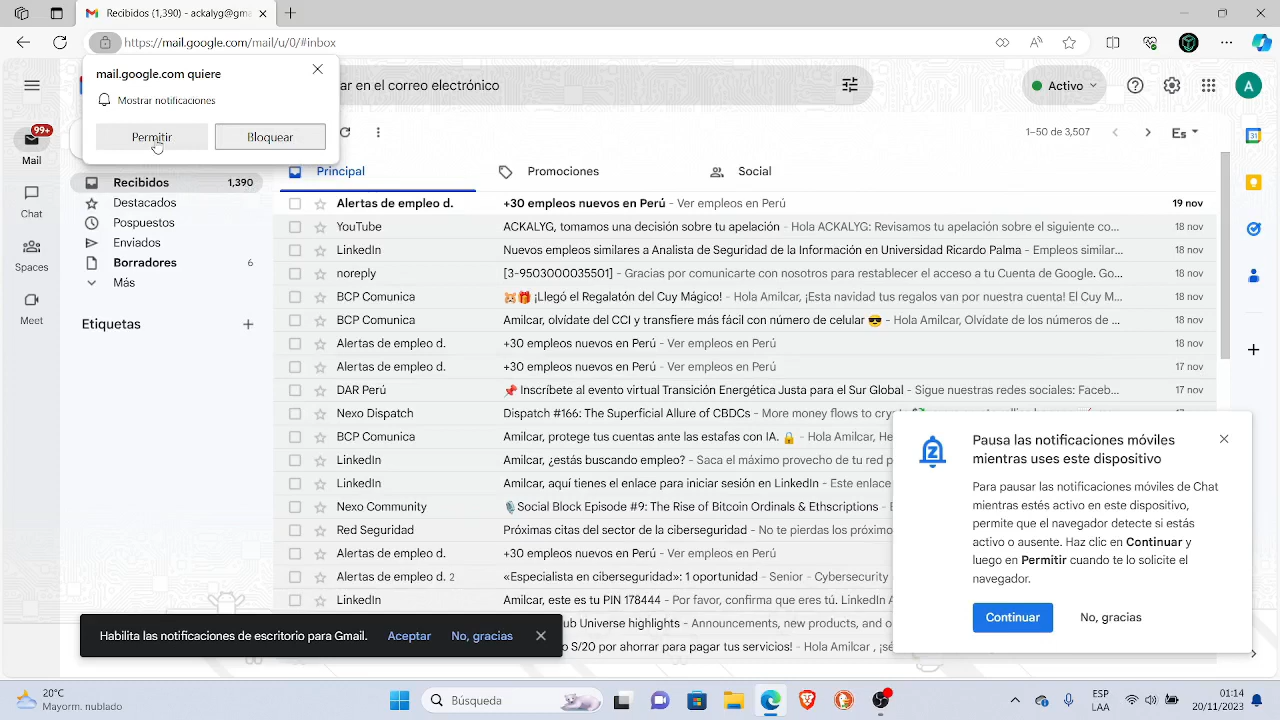 Recibidos (1,390) - ackalyg@gma
https://mail.google.com/mail/u/0/#inbox
mail.google.com quiere
Mostrar notificaciones
Permitir
Bloquear
ar en el correo electrónico
Activo
A
99+
Mail
Chat
Spaces
Meet
1–50 de 3,507
Es
Recibidos 1,390
Destacados
Pospuestos
Enviados
Borradores 6
Más
Etiquetas
Principal
Promociones
Social
Alertas de empleo d. +30 empleos nuevos en Perú - Ver empleos en Perú 19 nov
YouTube ACKALYG, tomamos una decisión sobre tu apelación - Hola ACKALYG: Revisamos tu apelación sobre el siguiente co... 18 nov
LinkedIn Nuevos empleos similares a Analista de Seguridad de la Información en Universidad Ricardo Palma - Empleos similar... 18 nov
noreply [3-9503000035501] - Gracias por comunicarte con nosotros para restablecer el acceso a tu Cuenta de Google. Go... 18 nov
BCP Comunica 🐹🎁 ¡Llegó el Regalatón del Cuy Mágico! - Hola Amilcar, ¡Esta navidad tus regalos van por nuestra cuenta! El Cuy M... 18 nov
BCP Comunica Amilcar, olvídate del CCI y transfiere más fácil con número de celular 😎 - Hola Amilcar, Olvídate de los números de ... 18 nov
Alertas de empleo d. +30 empleos nuevos en Perú - Ver empleos en Perú 18 nov
Alertas de empleo d. +30 empleos nuevos en Perú - Ver empleos en Perú 17 nov
DAR Perú 📌 Inscríbete al evento virtual Transición Energética Justa para el Sur Global - Sigue nuestras redes sociales: Faceb... 17 nov
Nexo Dispatch Dispatch #166: The Superficial Allure of CBDCs - More money flows to cry
BCP Comunica Amilcar, protege tus cuentas ante las estafas con IA. 🔒 - Hola Amilcar, He
LinkedIn Amilcar, ¿estás buscando empleo? - Saca el máximo provecho de tu red p
LinkedIn Amilcar, aquí tienes el enlace para iniciar sesión en LinkedIn - Este enlace
Nexo Community 🎙️Social Block Episode #9: The Rise of Bitcoin Ordinals & Ethscriptions - E
Red Seguridad Próximas citas del sector de la ciberseguridad - No te pierdas los próximo
Alertas de empleo d. +30 empleos nuevos en Perú - Ver empleos en Perú
Alertas de empleo d. 2 «Especialista en ciberseguridad»: 1 oportunidad - Senior - Cybersecurity
LinkedIn Amilcar, este es tu PIN 178444 - Por favor, confirma que eres tú. LinkedIn A
ub Universe highlights - Announcements, new products, and o
o S/20 por ahorrar para pagar tus servicios! - Hola Amilcar , ¡sé
Pausa las notificaciones móviles
mientras uses este dispositivo
Para pausar las notificaciones móviles de Chat
mientras estés activo en este dispositivo,
permite que el navegador detecte si estás
activo o ausente. Haz clic en Continuar y
luego en Permitir cuando te lo solicite el
navegador.
Continuar
No, gracias
Habilita las notificaciones de escritorio para Gmail. Aceptar No, gracias
20°C
Mayorm. nublado
Búsqueda
ESP
LAA
01:14
20/11/2023